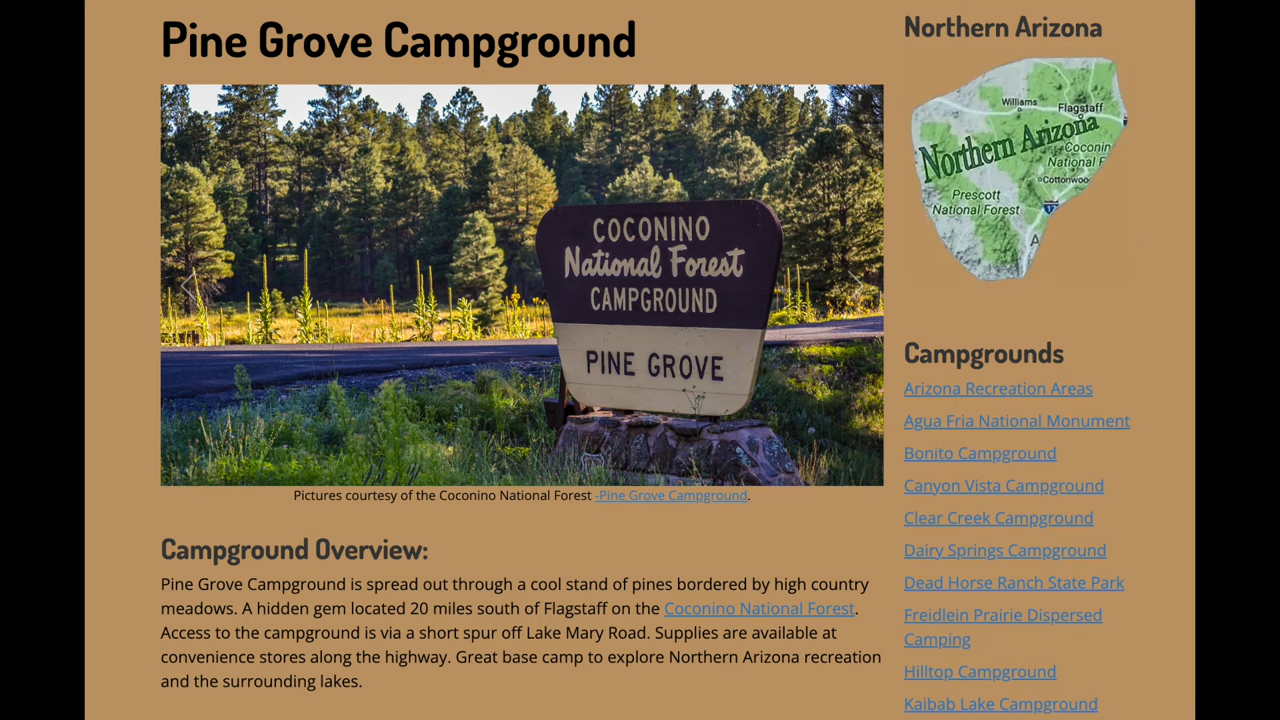 Pine Grove Campground
COCONINO
National Forest
CAMPGROUND
PINE GROVE
Pictures courtesy of the Coconino National Forest -Pine Grove Campground.
Campground Overview:
Pine Grove Campground is spread out through a cool stand of pines bordered by high country
meadows. A hidden gem located 20 miles south of Flagstaff on the Coconino National Forest.
Access to the campground is via a short spur off Lake Mary Road. Supplies are available at
convenience stores along the highway. Great base camp to explore Northern Arizona recreation
and the surrounding lakes.
Northern Arizona
Williams
Flagstaff
Northern Arizona
Coconin
National F
Cottonwoo
Prescott
National Forest
A
Campgrounds
Arizona Recreation Areas
Agua Fria National Monument
Bonito Campground
Canyon Vista Campground
Clear Creek Campground
Dairy Springs Campground
Dead Horse Ranch State Park
Freidlein Prairie Dispersed
Camping
Hilltop Campground
Kaibab Lake Campground